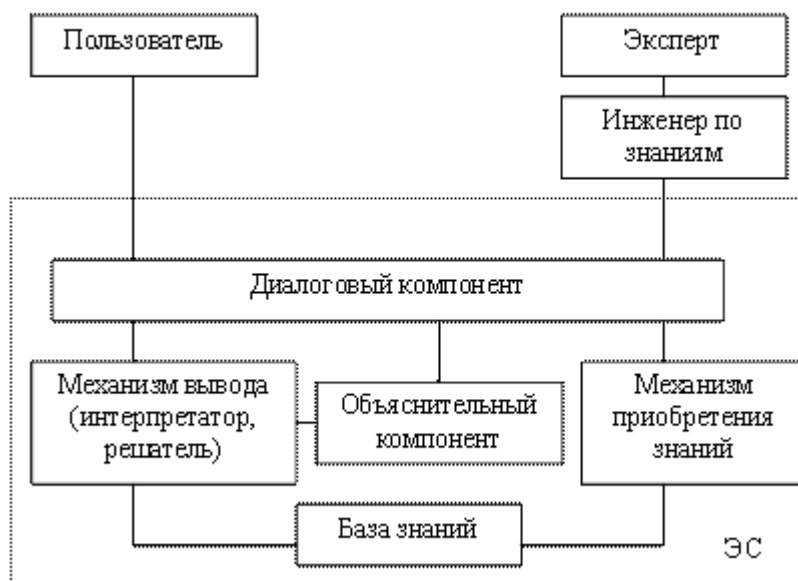 Пользователь
Эксперт
Инженер по
знаниям
Диалоговый компонент
Механизм вывода
(интерпретатор,
решатель)
Объяснительный
компонент
Механизм
приобретения
знаний
База знаний
ЭС